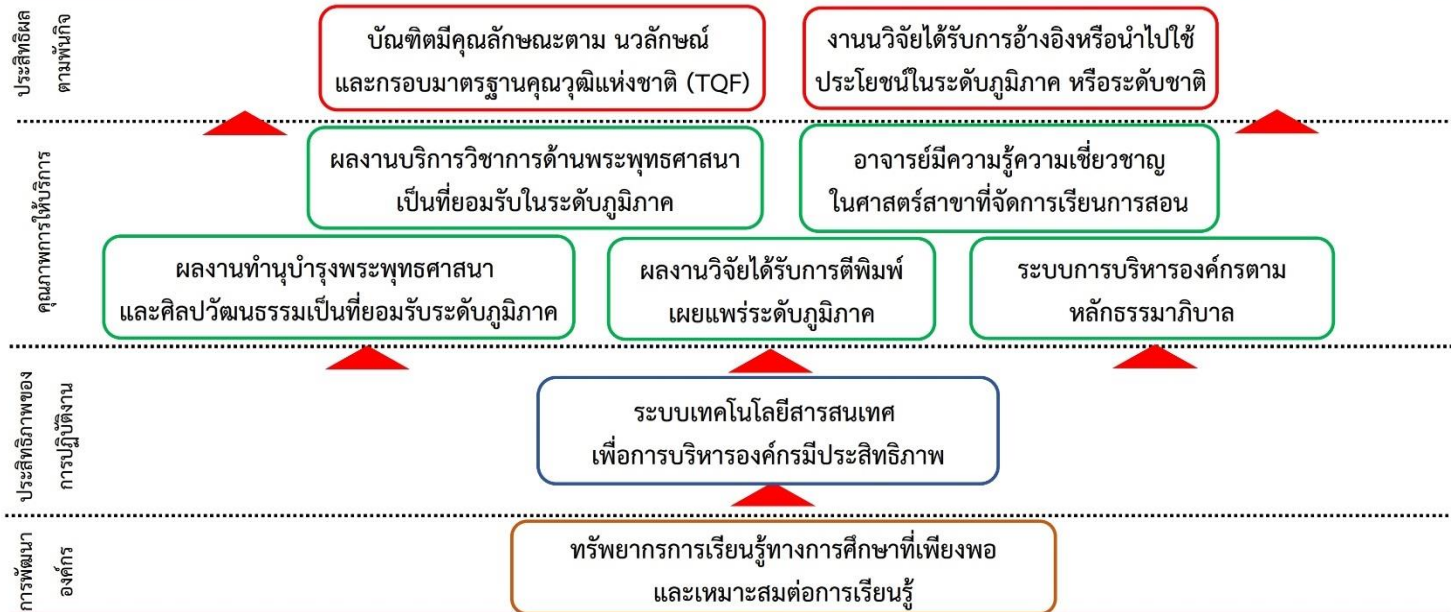 ประสิทธิผล
ตามพันกิจ
บัณฑิตมีคุณลักษณะตาม นวลักษณ์
และกรอบมาตรฐานคุณวุฒิแห่งชาติ (TQF)
งานนวิจัยได้รับการอ้างอิงหรือนำไปใช้
ประโยชน์ในระดับภูมิภาค หรือระดับชาติ
คุณภาพการให้บริการ
ผลงานบริการวิชาการด้านพระพุทธศาสนา
เป็นที่ยอมรับในระดับภูมิภาค
อาจารย์มีความรู้ความเชี่ยวชาญ
ในศาสตร์สาขาที่จัดการเรียนการสอน
ผลงานทำนุบำรุงพระพุทธศาสนา
และศิลปวัฒนธรรมเป็นที่ยอมรับระดับภูมิภาค
ผลงานวิจัยได้รับการตีพิมพ์
เผยแพร่ระดับภูมิภาค
ระบบการบริหารองค์กรตาม
หลักธรรมาภิบาล
ประสิทธิภาพของ
การปฏิบัติงาน
ระบบเทคโนโลยีสารสนเทศ
เพื่อการบริหารองค์กรมีประสิทธิภาพ
การพัฒนา
องค์กร
ทรัพยากรการเรียนรู้ทางการศึกษาที่เพียงพอ
และเหมาะสมต่อการเรียนรู้